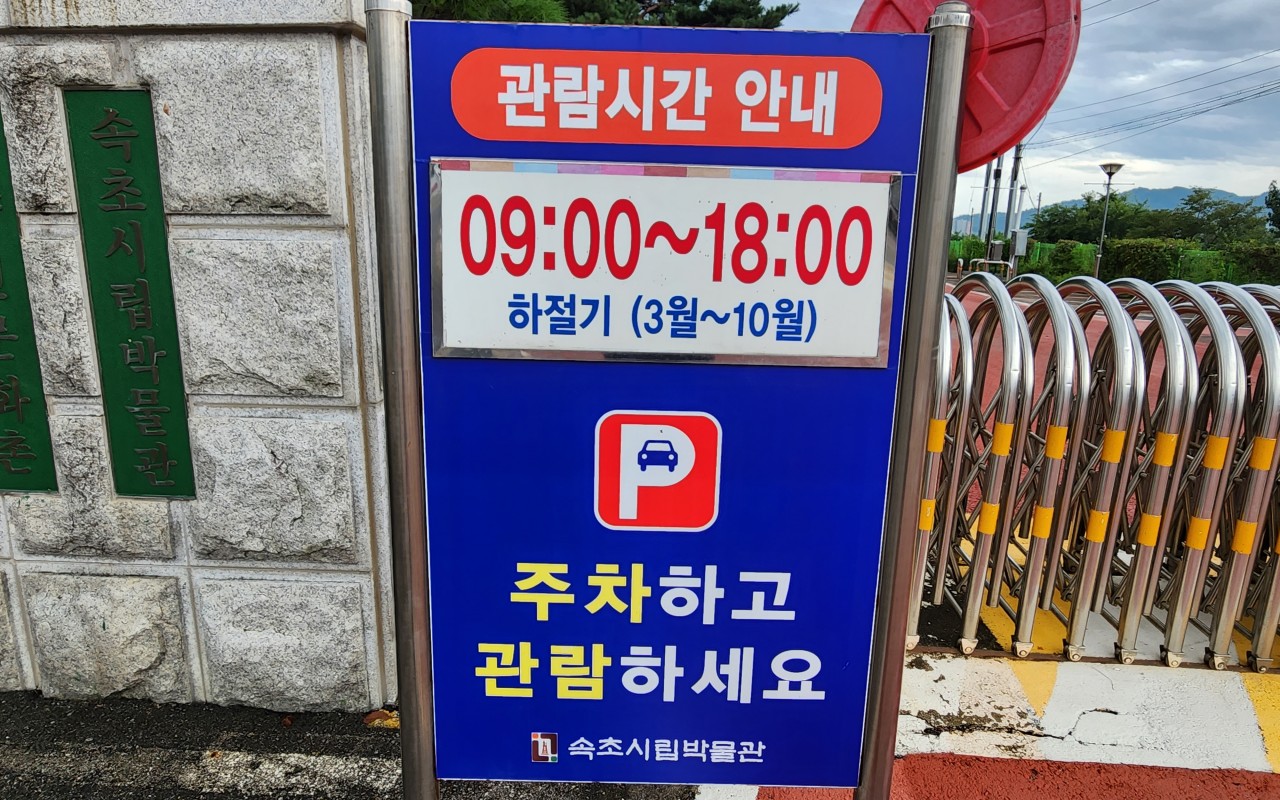 속초시립박물관
화촌
관람시간 안내
09:00~18:00
하절기 (3월~10월)
P
주차하고
관람하세요
속초시립박물관